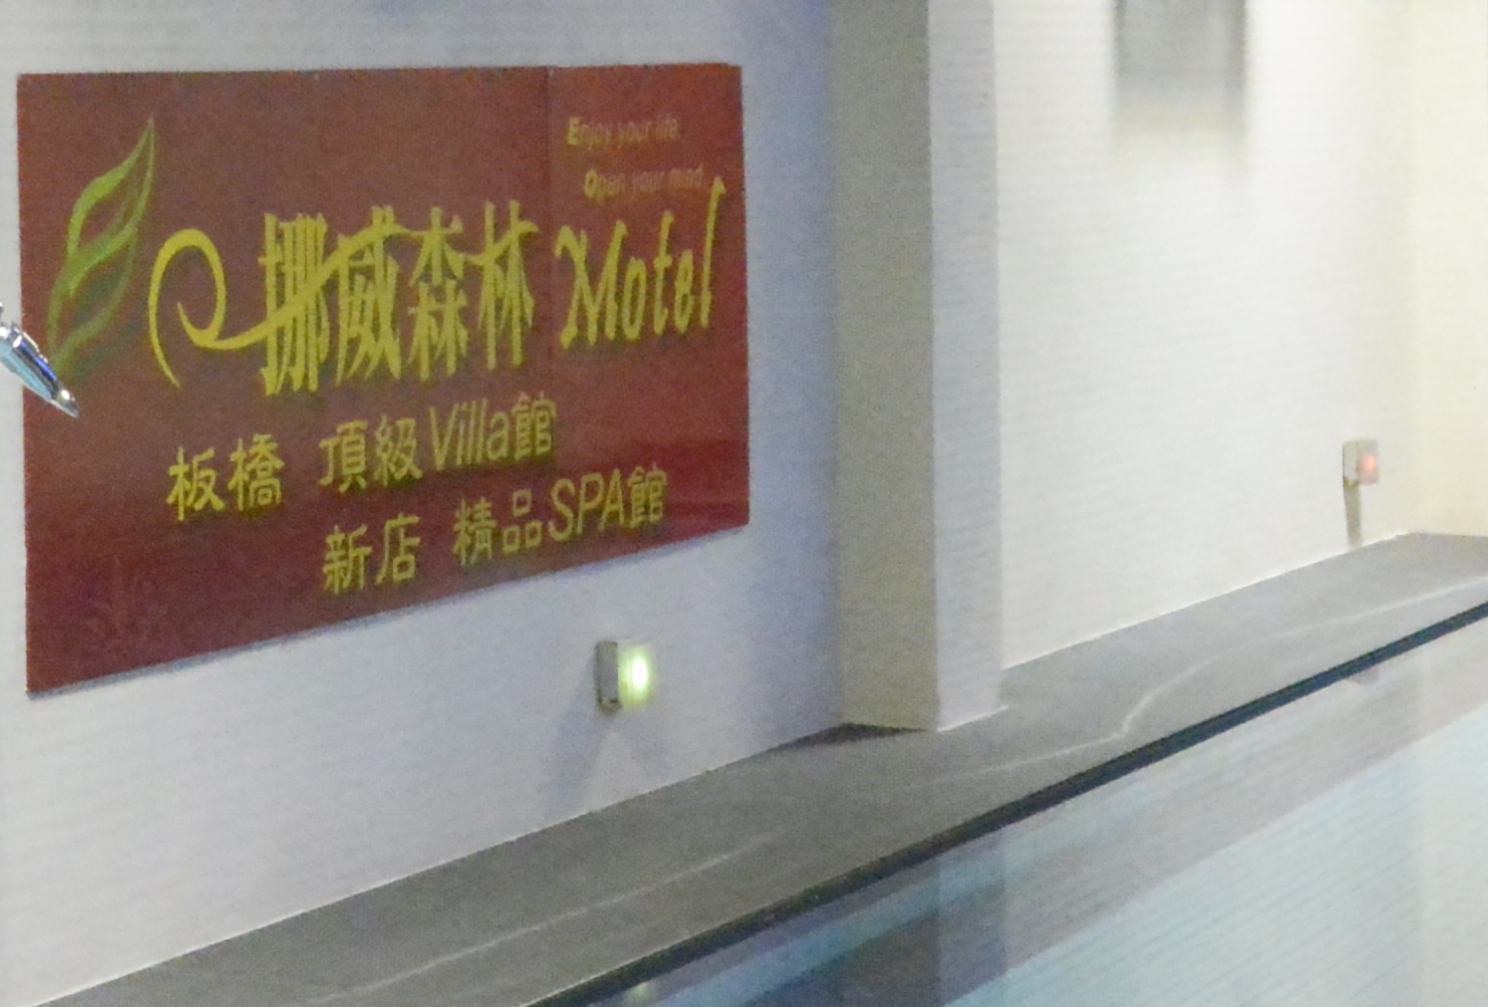 Enjoy your life.
Open your mind.
挪威森林 Motel
板橋 頂級Villa館
新店 精品SPA館